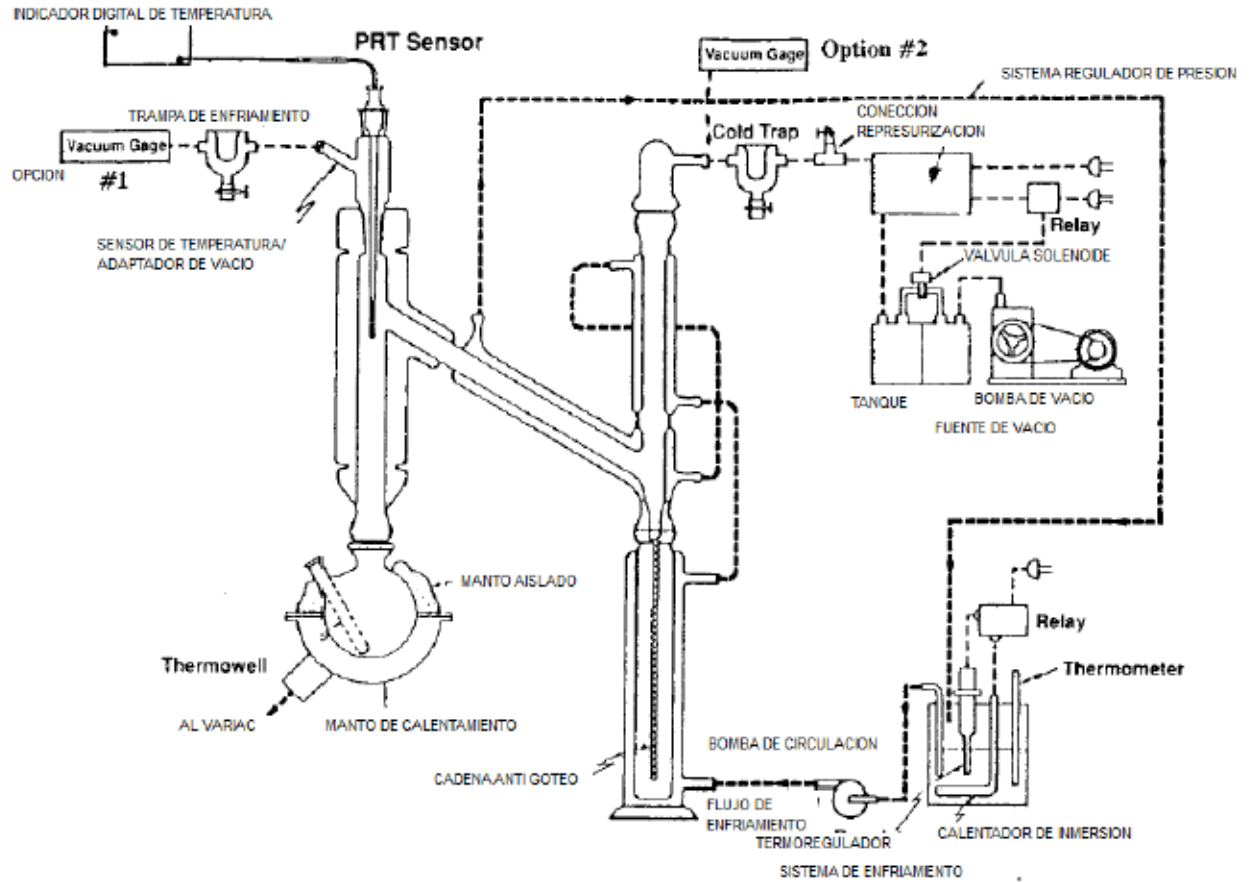 INDICADOR DIGITAL DE TEMPERATURA
PRT Sensor
Vacuum Gage
Option #2
SISTEMA REGULADOR DE PRESION
TRAMPA DE ENFRIAMIENTO
CONECCION
REPRESURIZACION
Cold Trap
Vacuum Gage
OPCION
#1
Relay
SENSOR DE TEMPERATURA/
ADAPTADOR DE VACIO
VALVULA SOLENOIDE
TANQUE
BOMBA DE VACIO
FUENTE DE VACIO
MANTO AISLADO
Relay
Thermowell
Thermometer
AL VARIAC
MANTO DE CALENTAMIENTO
BOMBA DE CIRCULACION
CADENA ANTI GOTEO
FLUJO DE
ENFRIAMIENTO
TERMOREGULADOR
CALENTADOR DE INMERSION
SISTEMA DE ENFRIAMIENTO